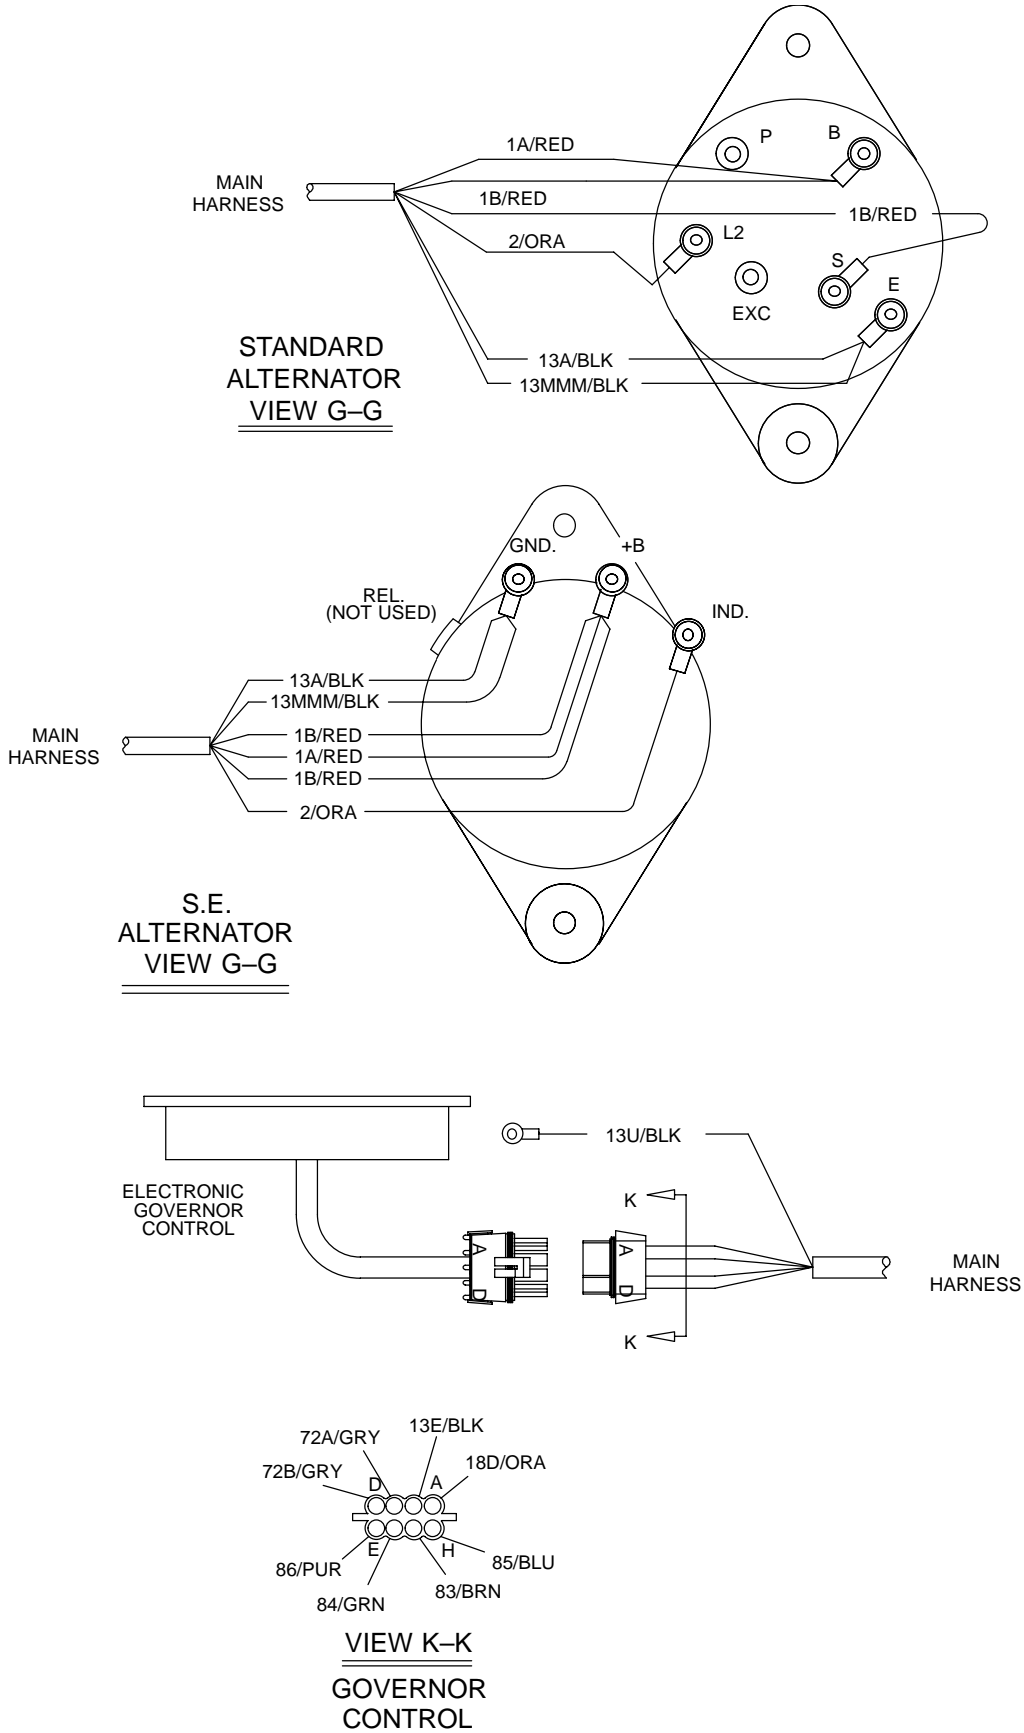 1A/RED
P
B
MAIN
HARNESS
1B/RED
1B/RED
2/ORA
L2
S
E
EXC
STANDARD
ALTERNATOR
VIEW G–G
13A/BLK
13MMM/BLK
GND.
+B
REL.
(NOT USED)
IND.
13A/BLK
13MMM/BLK
MAIN
HARNESS
1B/RED
1A/RED
1B/RED
2/ORA
S.E.
ALTERNATOR
VIEW G–G
13U/BLK
ELECTRONIC
GOVERNOR
CONTROL
K
A
D
A
D
MAIN
HARNESS
K
13E/BLK
72A/GRY
18D/ORA
72B/GRY
D
A
E
H
86/PUR
85/BLU
84/GRN
83/BRN
VIEW K–K
GOVERNOR
CONTROL